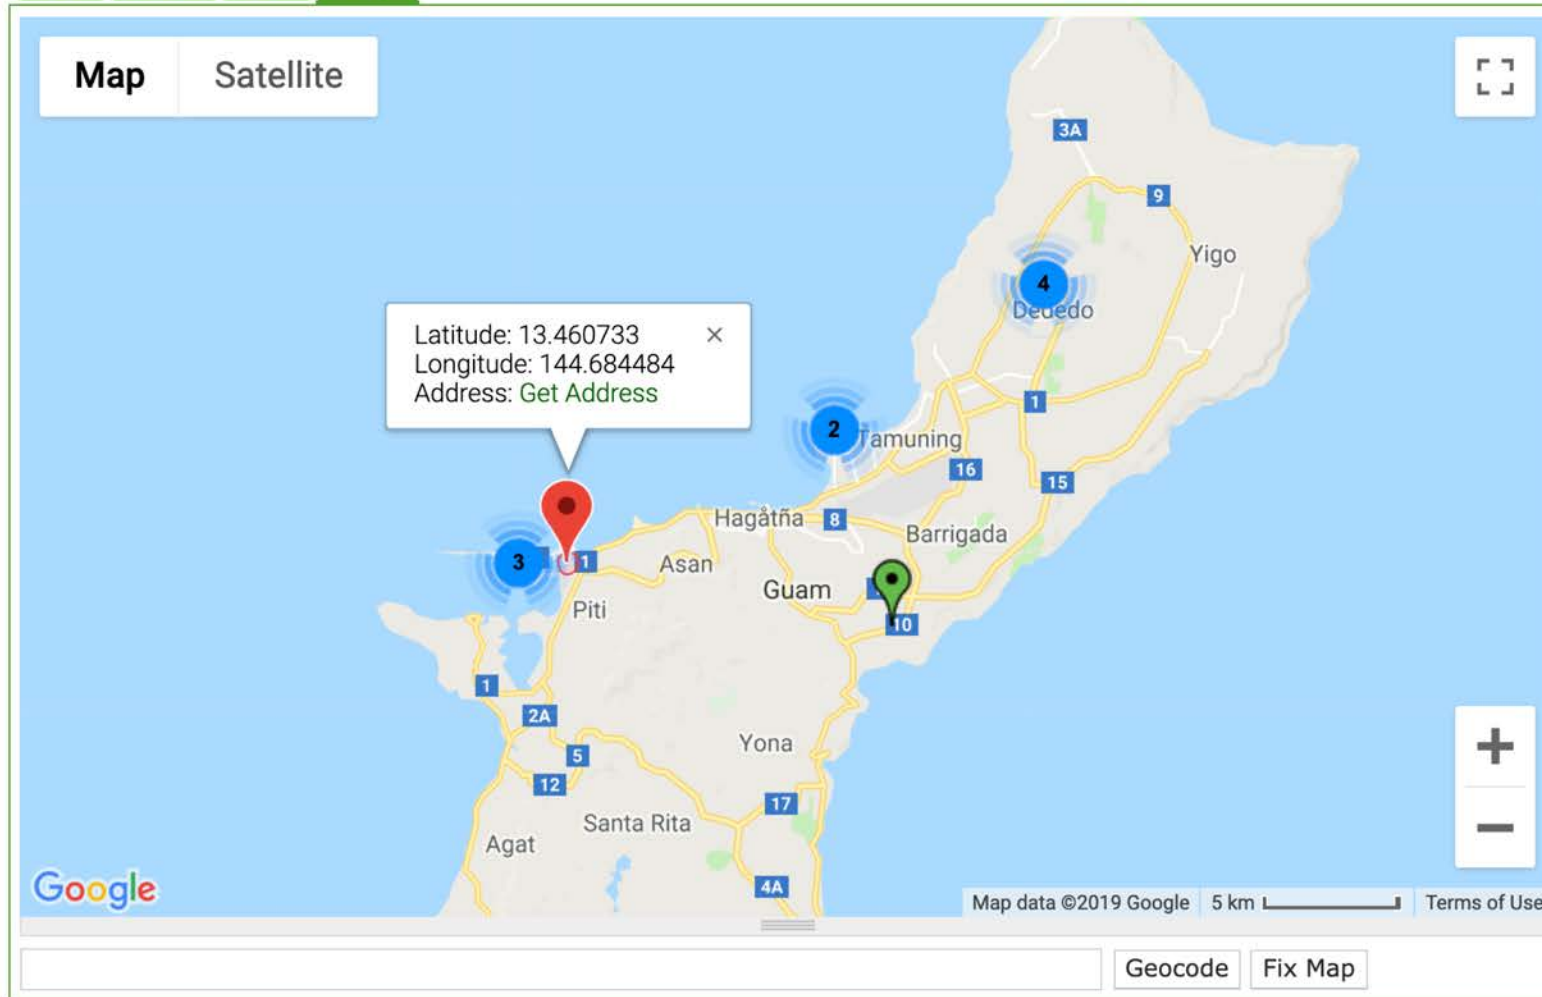 Map
Satellite
3A
9
Yigo
4
Dededo
Latitude: 13.460733
×
Longitude: 144.684484
Address: Get Address
1
2
Tamuning
16
15
Hagåtña
8
Barrigada
3
1
Asan
Guam
Piti
10
1
2A
Yona
5
12
17
Santa Rita
Agat
4A
Google
Map data ©2019 Google
5 km
Terms of Use
Geocode
Fix Map